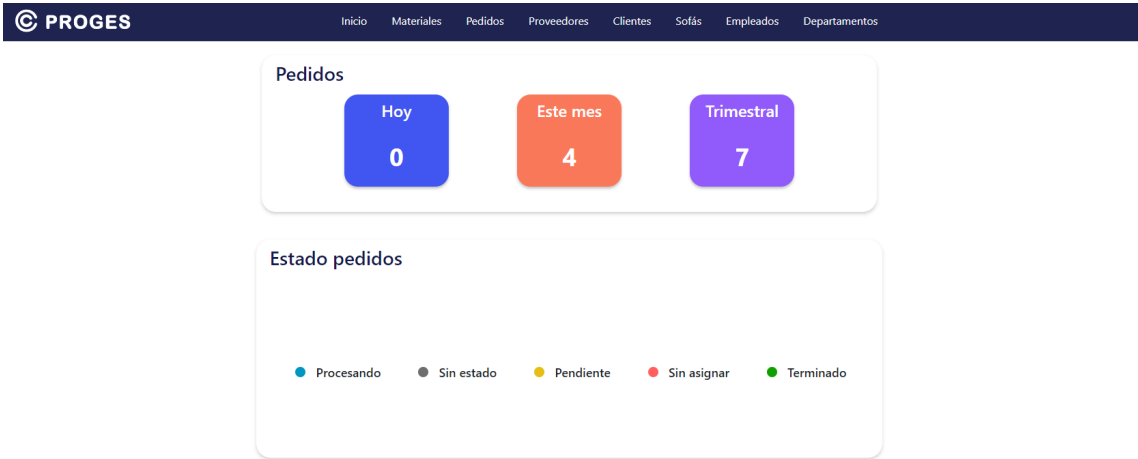 PROGES Inicio Materiales Pedidos Proveedores Clientes Sofás Empleados Departamentos
Pedidos
Hoy Este mes Trimestral
0 4 7
Estado pedidos
Procesando Sin estado Pendiente Sin asignar Terminado